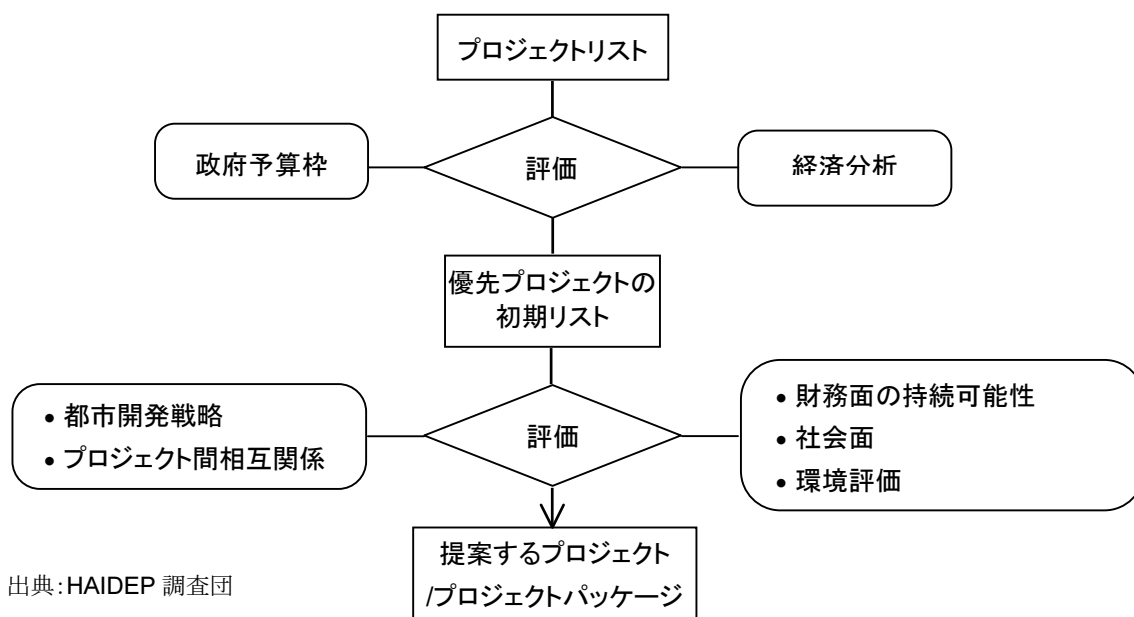 プロジェクトリスト
政府予算枠
評価
経済分析
優先プロジェクトの
初期リスト
• 都市開発戦略
• プロジェクト間相互関係
評価
• 財務面の持続可能性
• 社会面
• 環境評価
提案するプロジェクト
/プロジェクトパッケージ
出典：HAIDEP 調査団